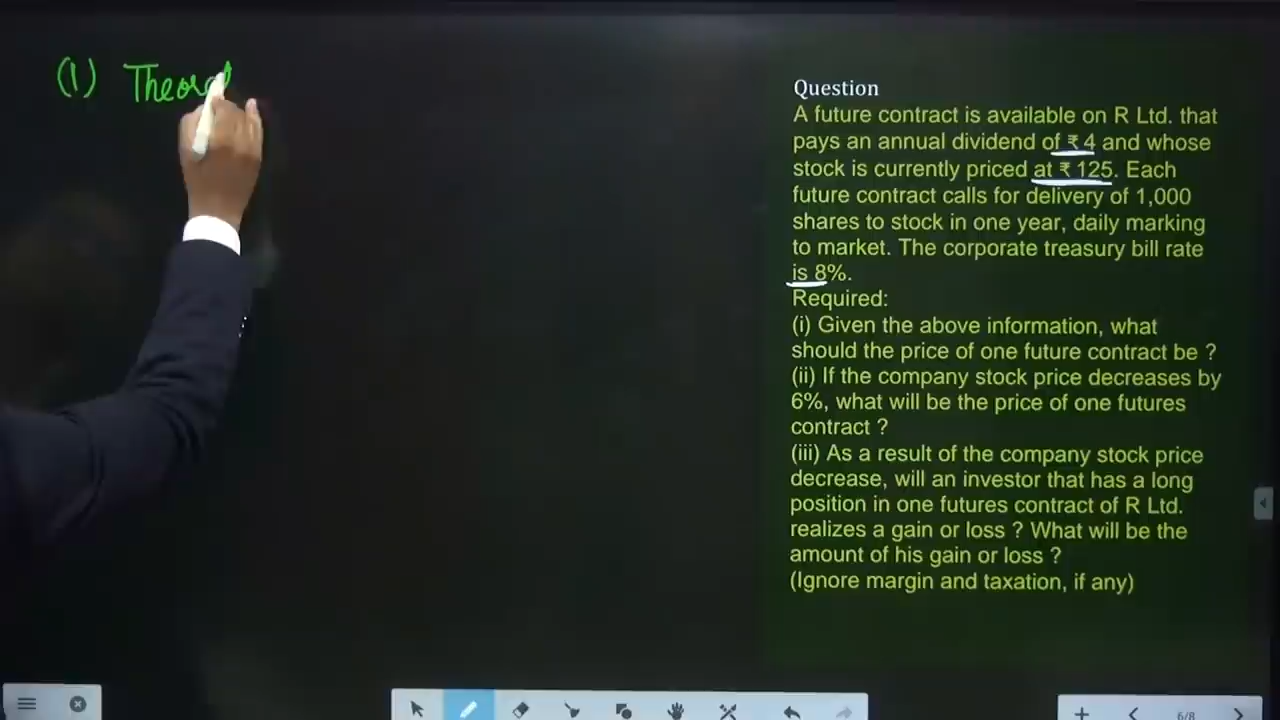 (1) Theore
Question
A future contract is available on R Ltd. that
pays an annual dividend of ₹ 4 and whose
stock is currently priced at ₹ 125. Each
future contract calls for delivery of 1,000
shares to stock in one year, daily marking
to market. The corporate treasury bill rate
is 8%.
Required:
(i) Given the above information, what
should the price of one future contract be ?
(ii) If the company stock price decreases by
6%, what will be the price of one futures
contract ?
(iii) As a result of the company stock price
decrease, will an investor that has a long
position in one futures contract of R Ltd.
realizes a gain or loss ? What will be the
amount of his gain or loss ?
(Ignore margin and taxation, if any)
6/8